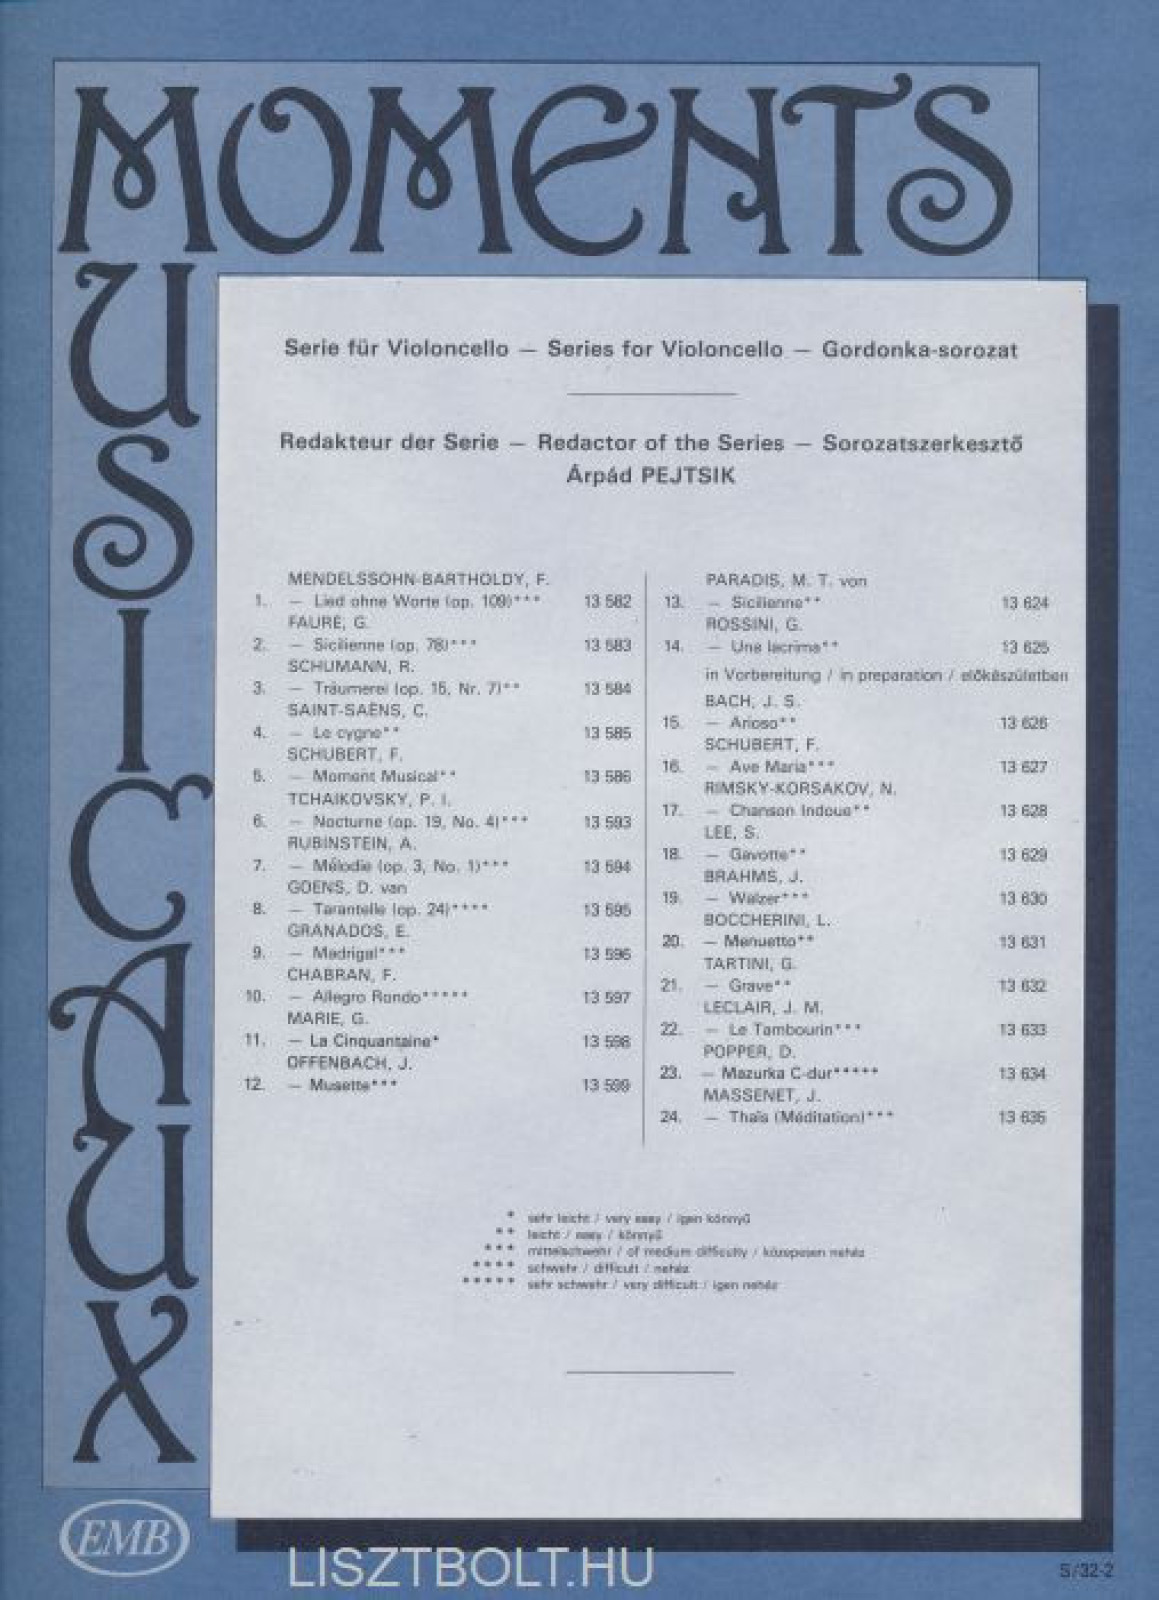 MOMENTS
MUSICAUX
Serie für Violoncello — Series for Violoncello — Gordonka-sorozat
Redakteur der Serie — Redactor of the Series — Sorozatszerkesztő
Árpád PEJTSIK
MENDELSSOHN-BARTHOLDY, F.
1. — Lied ohne Worte (op. 109)*** 13 582
FAURÉ, G.
2. — Sicilienne (op. 78)*** 13 583
SCHUMANN, R.
3. — Träumerei (op. 15, Nr. 7)** 13 584
SAINT-SAËNS, C.
4. — Le cygne** 13 585
SCHUBERT, F.
5. — Moment Musical** 13 586
TCHAIKOVSKY, P. I.
6. — Nocturne (op. 19, No. 4)*** 13 593
RUBINSTEIN, A.
7. — Mélodie (op. 3, No. 1)*** 13 594
GOENS, D. van
8. — Tarantelle (op. 24)**** 13 595
GRANADOS, E.
9. — Madrigal*** 13 596
CHABRAN, F.
10. — Allegro Rondo***** 13 597
MARIE, G.
11. — La Cinquantaine* 13 598
OFFENBACH, J.
12. — Musette*** 13 599
PARADIS, M. T. von
13. — Sicilienne** 13 624
ROSSINI, G.
14. — Una lacrima** 13 625
in Vorbereitung / in preparation / előkészületben
BACH, J. S.
15. — Arioso** 13 626
SCHUBERT, F.
16. — Ave Maria*** 13 627
RIMSKY-KORSAKOV, N.
17. — Chanson Indoue** 13 628
LEE, S.
18. — Gavotte** 13 629
BRAHMS, J.
19. — Walzer*** 13 630
BOCCHERINI, L.
20. — Menuetto** 13 631
TARTINI, G.
21. — Grave** 13 632
LECLAIR, J. M.
22. — Le Tambourin*** 13 633
POPPER, D.
23. — Mazurka C-dur***** 13 634
MASSENET, J.
24. — Thaïs (Méditation)*** 13 635
* sehr leicht / very easy / igen könnyű
** leicht / easy / könnyű
*** mittelschwehr / of medium difficulty / közepesen nehéz
**** schwehr / difficult / nehéz
***** sehr schwehr / very difficult / igen nehéz
EMB
LISZTBOLT.HU
S/32-2